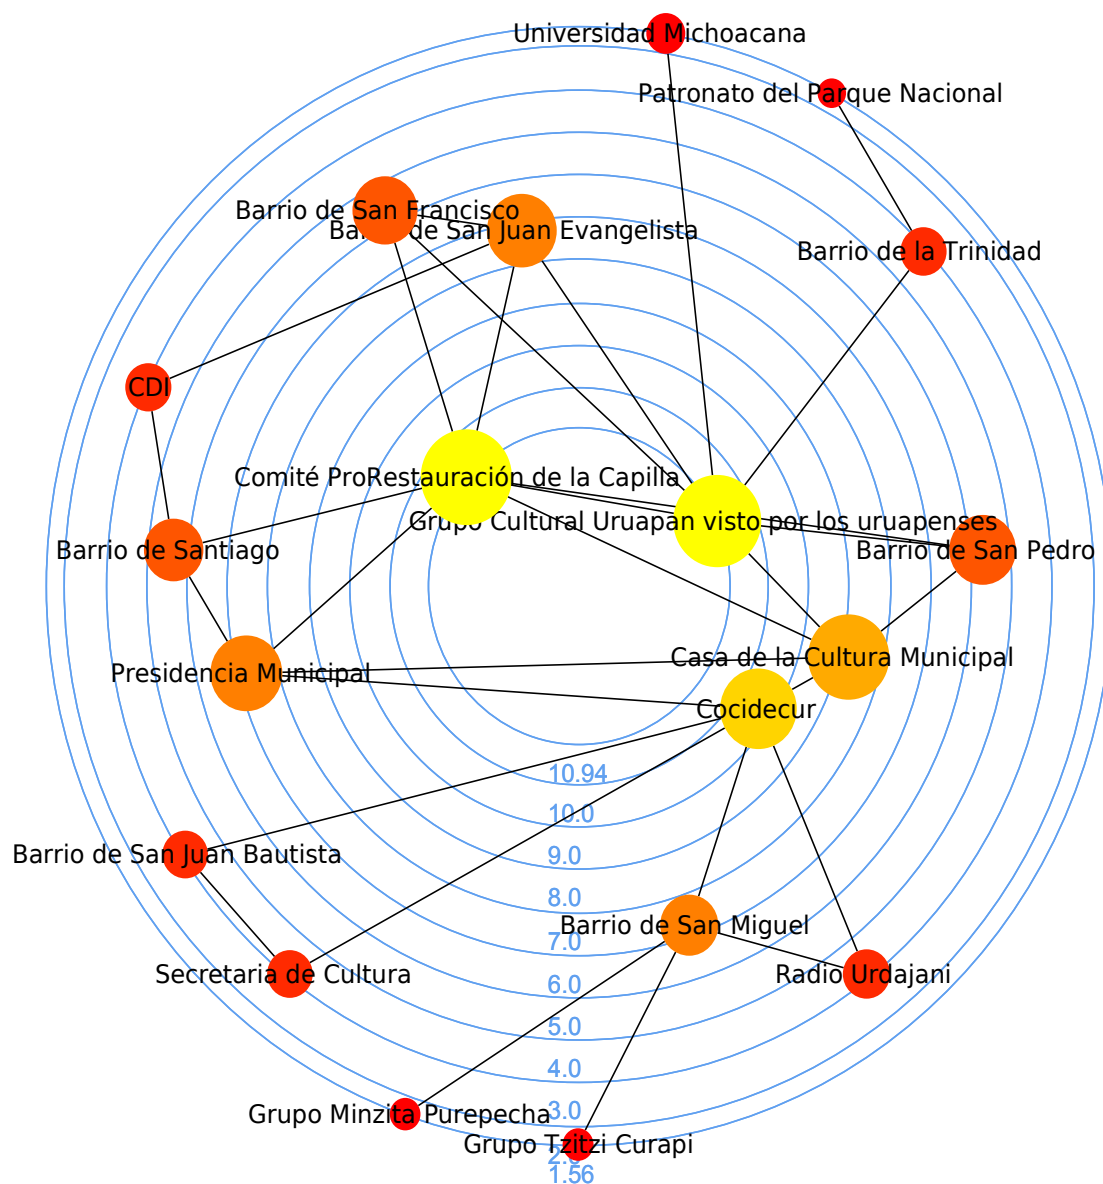 Universidad Michoacana
Patronato del Parque Nacional
Barrio de San Francisco
Barrio de San Juan Evangelista
Barrio de la Trinidad
CDI
Comité ProRestauración de la Capilla
Grupo Cultural Uruapan visto por los uruapenses
Barrio de Santiago
Barrio de San Pedro
Casa de la Cultura Municipal
Presidencia Municipal
Cocidecur
10.94
10.0
9.0
Barrio de San Juan Bautista
8.0
Barrio de San Miguel
7.0
Secretaria de Cultura
Radio Urdajani
6.0
5.0
4.0
3.0
Grupo Minzita Purepecha
Grupo Tzitzi Curapi
2.0
1.56